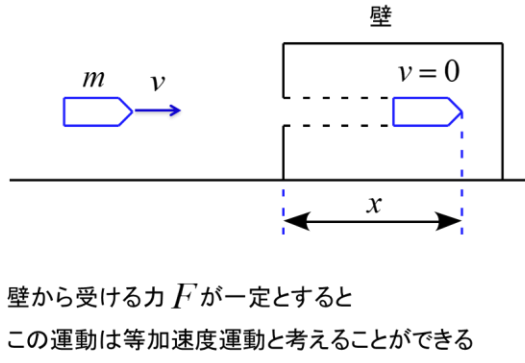 壁
m
v
v = 0
x
壁から受ける力 F が一定とすると
この運動は等加速度運動と考えることができる